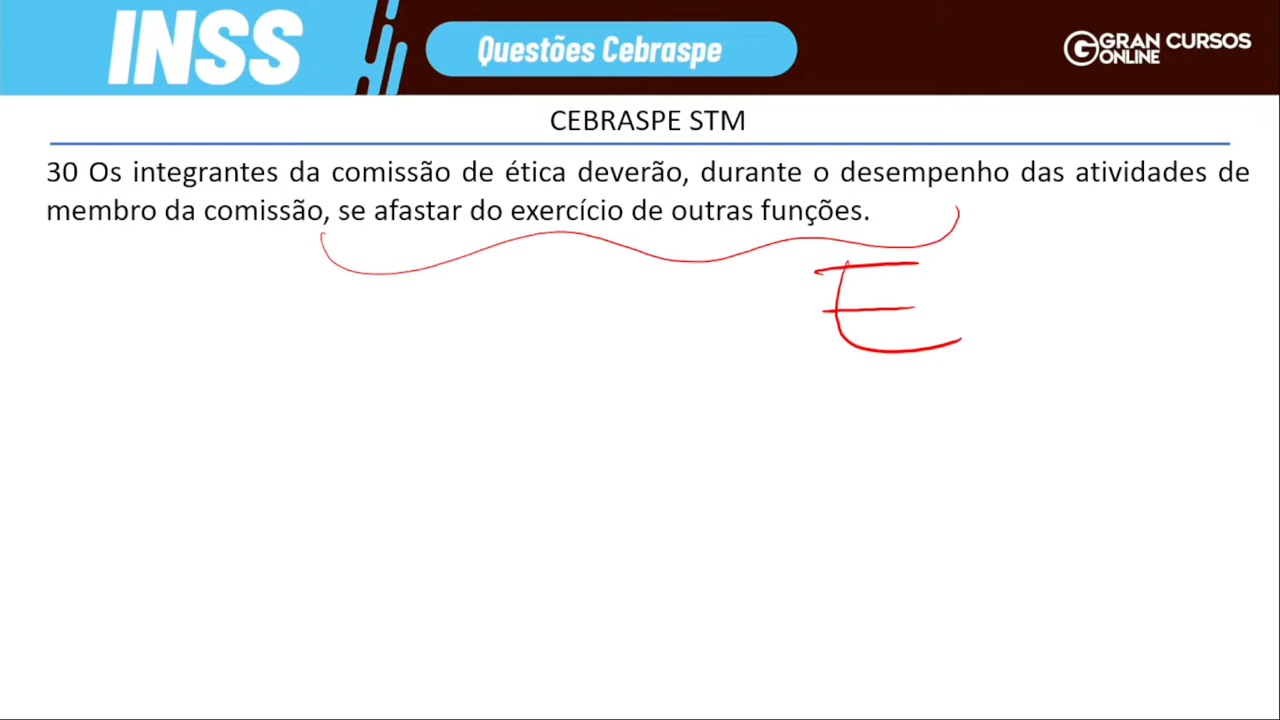 INSS
Questões Cebraspe
GRAN CURSOS
ONLINE
CEBRASPE STM
30 Os integrantes da comissão de ética deverão, durante o desempenho das atividades de
membro da comissão, se afastar do exercício de outras funções.
E